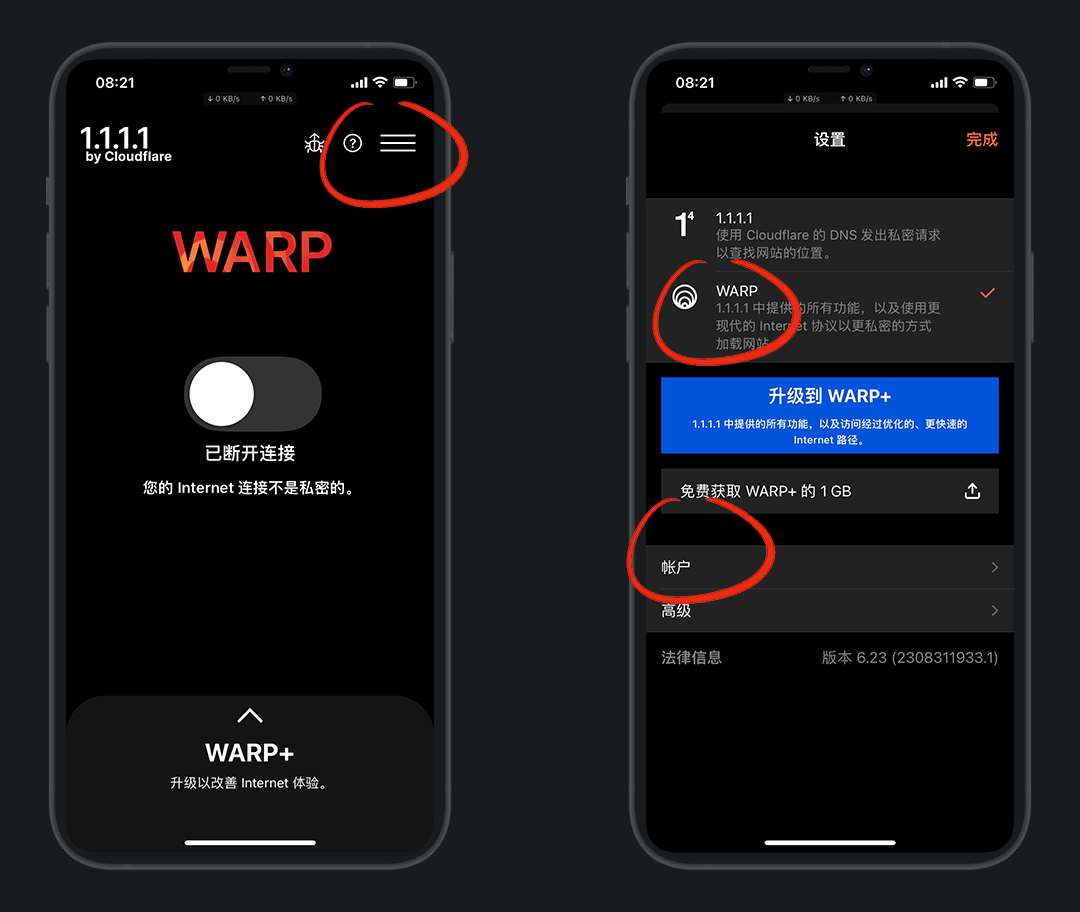 08:21
↓ 0 KB/s ↑ 0 KB/s
1.1.1.1
by Cloudflare
?
WARP
已断开连接
您的 Internet 连接不是私密的。
WARP+
升级以改善 Internet 体验。
08:21
↓ 0 KB/s ↑ 0 KB/s
设置
完成
1⁴
1.1.1.1
使用 Cloudflare 的 DNS 发出私密请求
以查找网站的位置。
WARP
1.1.1.1 中提供的所有功能，以及使用更
现代的 Internet 协议以更私密的方式
加载网站。
升级到 WARP+
1.1.1.1 中提供的所有功能，以及访问经过优化的、更快速的
Internet 路径。
免费获取 WARP+ 的 1 GB
帐户
高级
法律信息
版本 6.23 (2308311933.1)